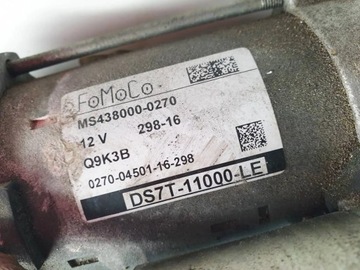 FoMoCo
MS438000-0270
12 V 298-16
Q9K3B
0270-04501-16-298
DS7T-11000-LE